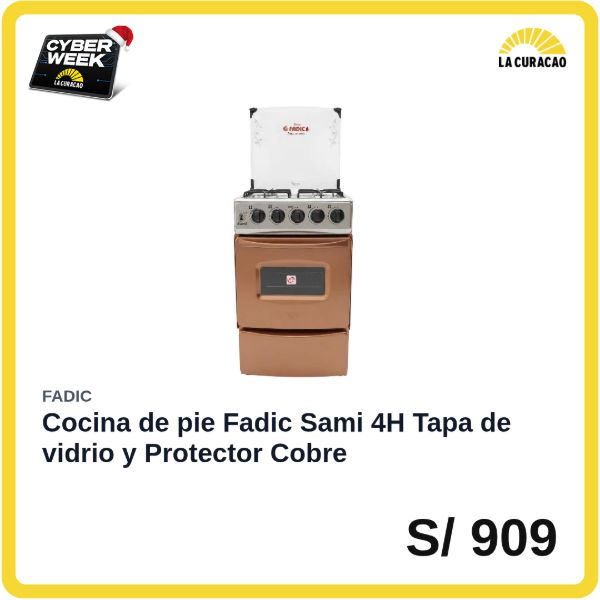 CYBER
WEEK
LA CURACAO
LA CURACAO
FADICA
FADIC
Cocina de pie Fadic Sami 4H Tapa de
vidrio y Protector Cobre
S/ 909